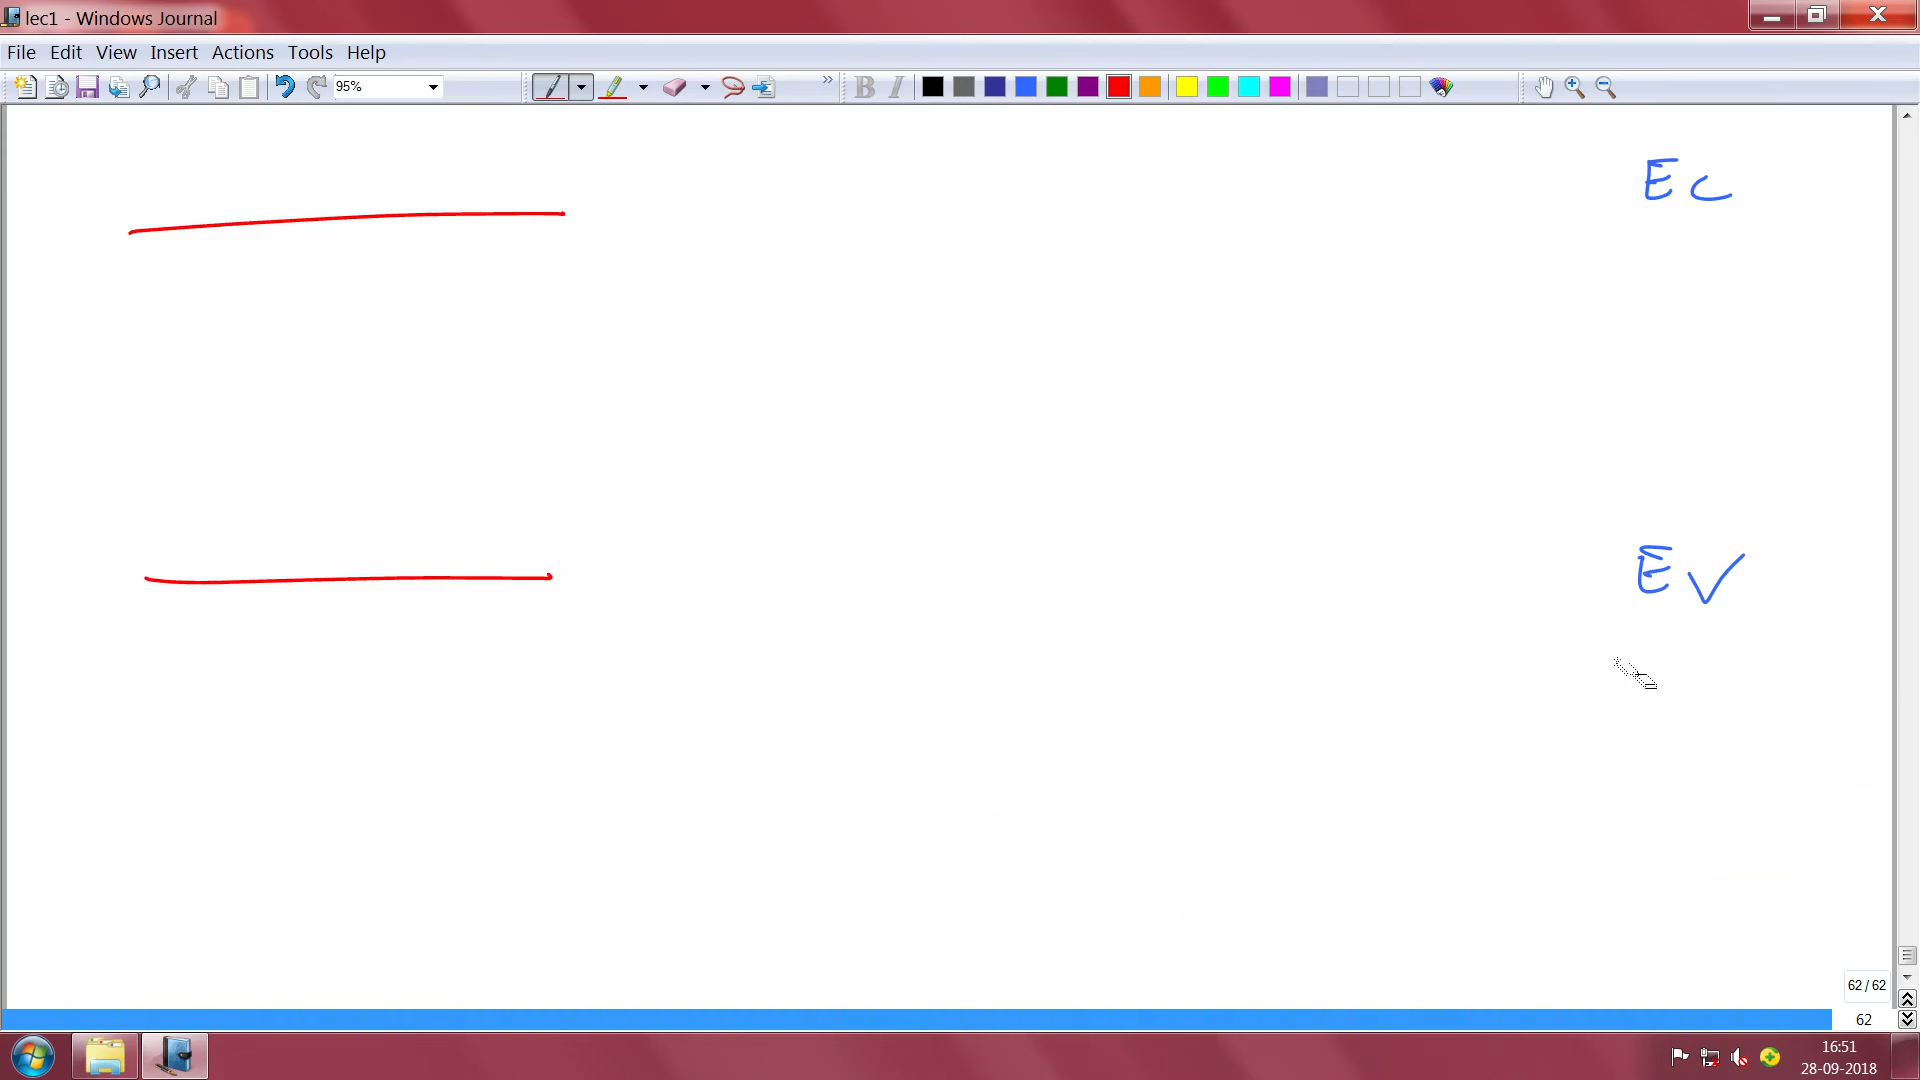 lec1 - Windows Journal
File Edit View Insert Actions Tools Help
95%
B I
Ec
Ev
62 / 62
62
16:51
28-09-2018